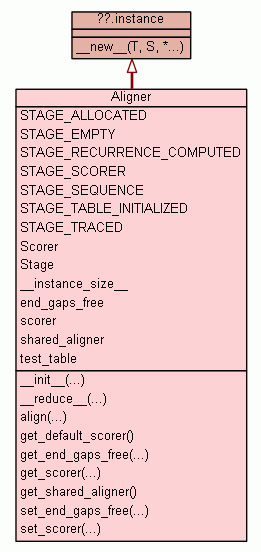 ??.instance
__new__(T, S, *...)
Aligner
STAGE_ALLOCATED
STAGE_EMPTY
STAGE_RECURRENCE_COMPUTED
STAGE_SCORER
STAGE_SEQUENCE
STAGE_TABLE_INITIALIZED
STAGE_TRACED
Scorer
Stage
__instance_size__
end_gaps_free
scorer
shared_aligner
test_table
__init__(...)
__reduce__(...)
align(...)
get_default_scorer()
get_end_gaps_free(...)
get_scorer(...)
get_shared_aligner()
set_end_gaps_free(...)
set_scorer(...)